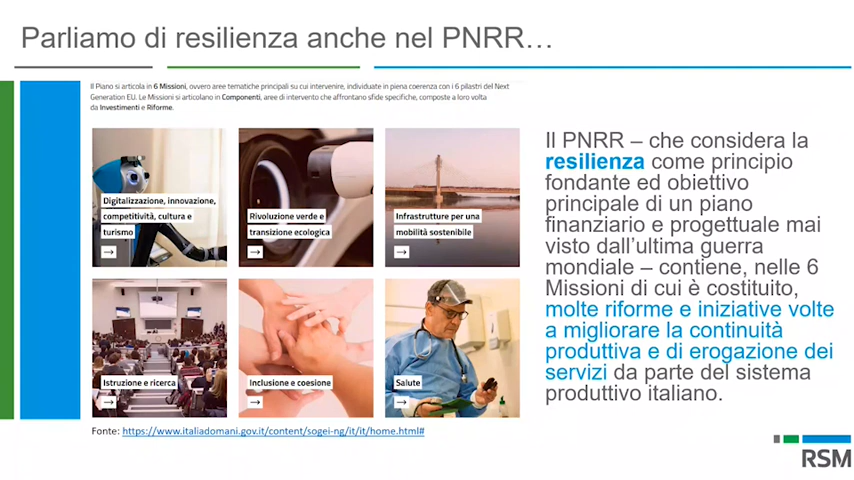 Parliamo di resilienza anche nel PNRR…
Il Piano si articola in 6 Missioni, ovvero aree tematiche principali su cui intervenire, individuate in piena coerenza con i 6 pilastri del Next
Generation EU. Le Missioni si articolano in Componenti, aree di intervento che affrontano sfide specifiche, composte a loro volta
da Investimenti e Riforme.
Digitalizzazione, innovazione,
competitività, cultura e
turismo
Rivoluzione verde e
transizione ecologica
Infrastrutture per una
mobilità sostenibile
Istruzione e ricerca
Inclusione e coesione
Salute
Fonte: https://www.italiadomani.gov.it/content/sogei-ng/it/it/home.html#
Il PNRR – che considera la
resilienza come principio
fondante ed obiettivo
principale di un piano
finanziario e progettuale mai
visto dall’ultima guerra
mondiale – contiene, nelle 6
Missioni di cui è costituito,
molte riforme e iniziative volte
a migliorare la continuità
produttiva e di erogazione dei
servizi da parte del sistema
produttivo italiano.
RSM